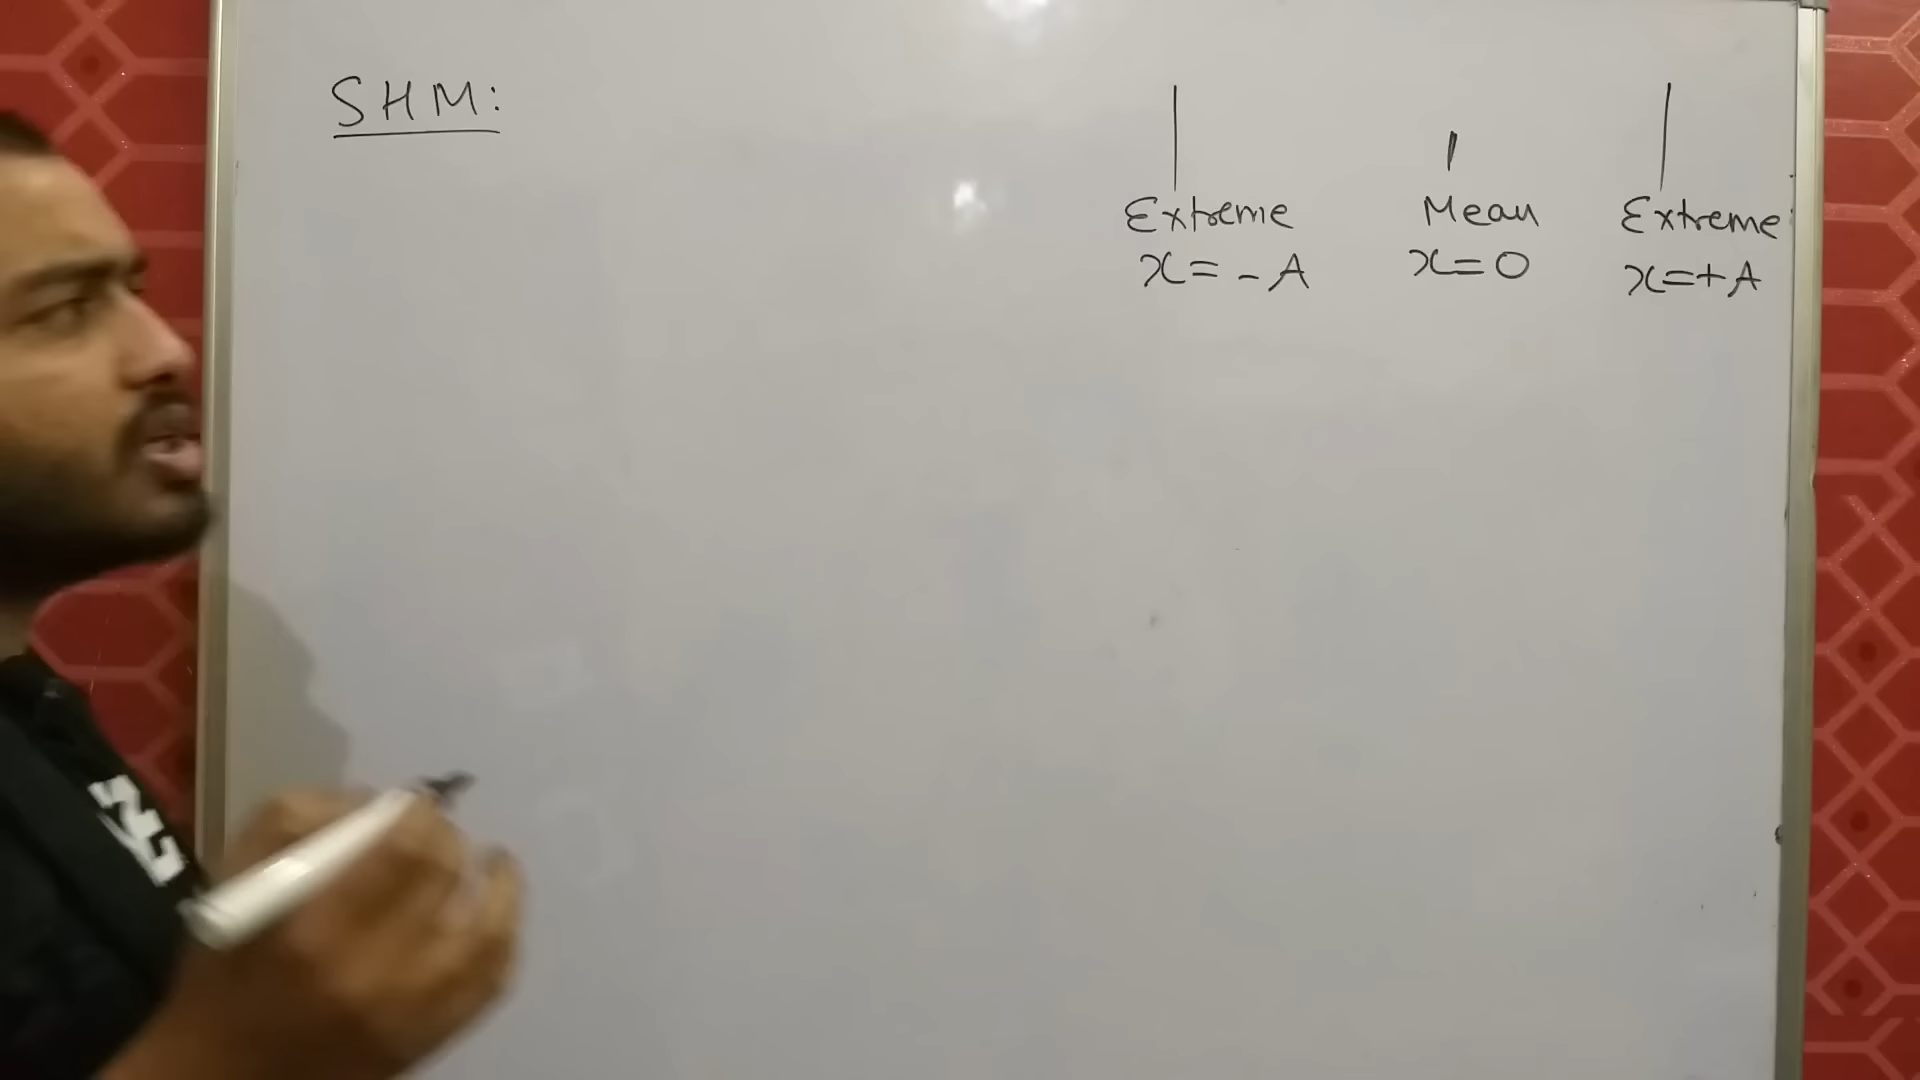 SHM:
Extreme Mean Extreme
x = - A x=0 x=+A